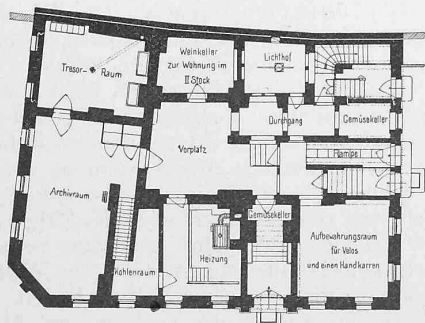 Weinkeller
zur Wohnung im
II Stock
Lichthof
Tresor-Raum
Durchgang
Gemüsekeller
Vorplatz
Rampe
Archivraum
Gemüsekeller
Aufbewahrungsraum
für Velos
und einen Handkarren
Heizung
Kohlenraum